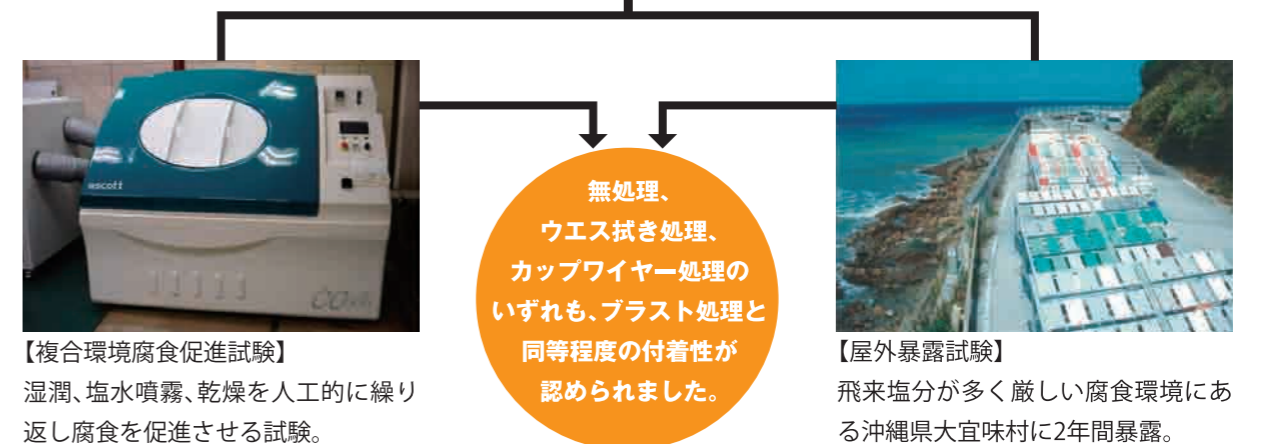 ascott
無処理、
ウエス拭き処理、
カップワイヤー処理の
いずれも、ブラスト処理と
同等程度の付着性が
認められました。
【複合環境腐食促進試験】
湿潤、塩水噴霧、乾燥を人工的に繰り
返し腐食を促進させる試験。
【屋外暴露試験】
飛来塩分が多く厳しい腐食環境にあ
る沖縄県大宜味村に2年間暴露。